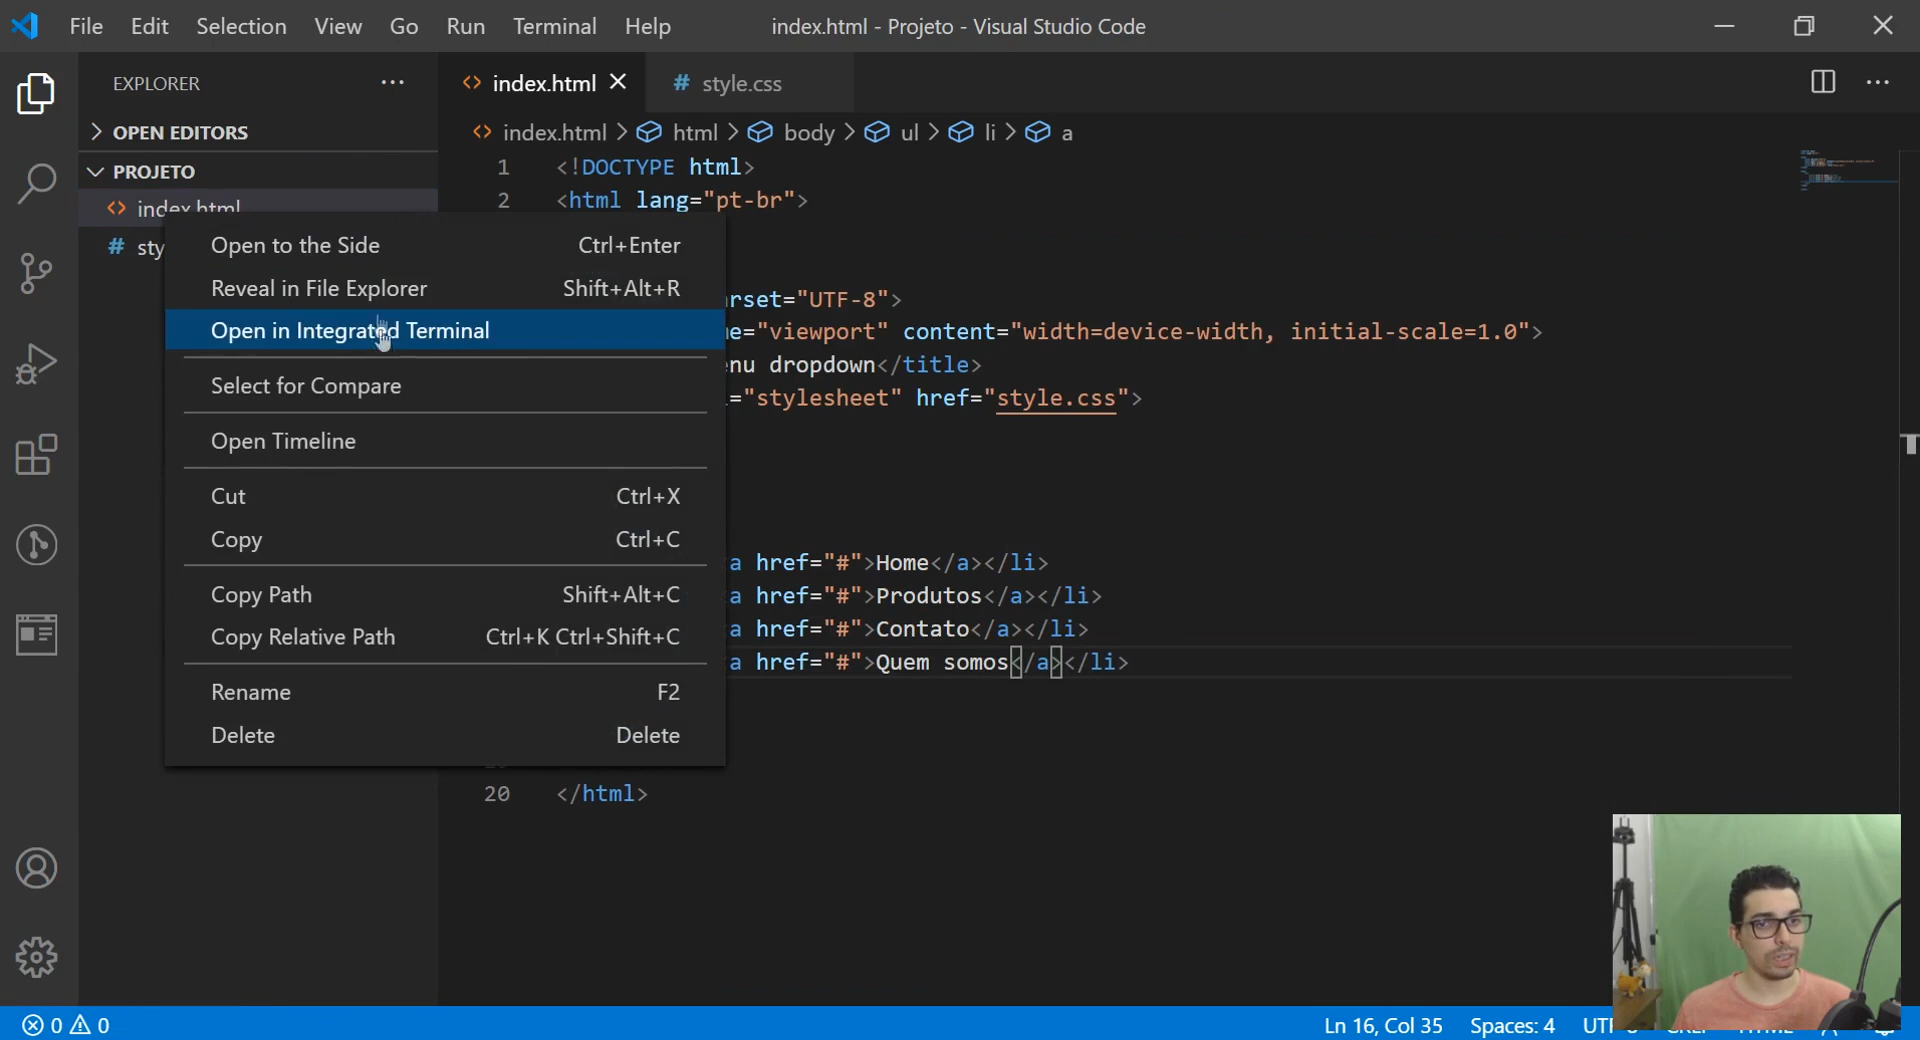 File Edit Selection View Go Run Terminal Help index.html - Projeto - Visual Studio Code
EXPLORER
OPEN EDITORS
PROJETO
index.html
sty
index.html
# style.css
index.html > html > body > ul > li > a
1 <!DOCTYPE html>
2 <html lang="pt-br">
rset="UTF-8">
e="viewport" content="width=device-width, initial-scale=1.0">
nu dropdown</title>
="stylesheet" href="style.css">
a href="#">Home</a></li>
a href="#">Produtos</a></li>
a href="#">Contato</a></li>
a href="#">Quem somos</a></li>
20 </html>
Open to the Side Ctrl+Enter
Reveal in File Explorer Shift+Alt+R
Open in Integrated Terminal
Select for Compare
Open Timeline
Cut Ctrl+X
Copy Ctrl+C
Copy Path Shift+Alt+C
Copy Relative Path Ctrl+K Ctrl+Shift+C
Rename F2
Delete Delete
0 0
Ln 16, Col 35 Spaces: 4